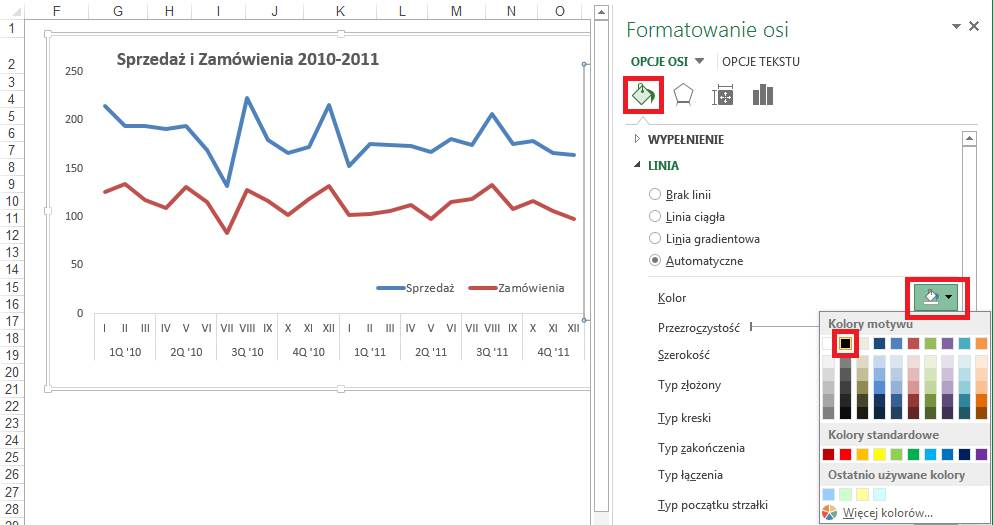 F G H I J K L M N O
1
2
3
4
5
6
7
8
9
10
11
12
13
14
15
16
17
18
19
20
21
22
23
24
25
26
27
28
Sprzedaż i Zamówienia 2010-2011
250
200
150
100
50
0
Sprzedaż Zamówienia
I II III IV V VI VII VIII IX X XI XII I II III IV V VI VII VIII IX X XI XII
1Q '10 2Q '10 3Q '10 4Q '10 1Q '11 2Q '11 3Q '11 4Q '11
Formatowanie osi
OPCJE OSI OPCJE TEKSTU
WYPEŁNIENIE
LINIA
Brak linii
Linia ciągła
Linia gradientowa
Automatyczne
Kolor
Przezroczystość
Szerokość
Typ złożony
Typ kreski
Typ zakończenia
Typ łączenia
Typ początku strzałki
Kolory motywu
Kolory standardowe
Ostatnio używane kolory
Więcej kolorów...